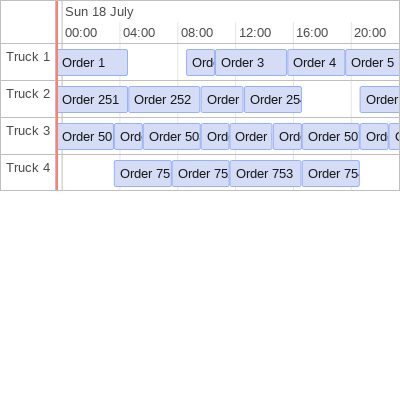 Sun 18 July
00:00 04:00 08:00 12:00 16:00 20:00
Truck 1 Order 1 Ord Order 3 Order 4 Order 5
Truck 2 Order 251 Order 252 Order Order 25 Order
Truck 3 Order 50 Ord Order 50 Ord Order Ord Order 50 Ord
Truck 4 Order 75 Order 75 Order 753 Order 75